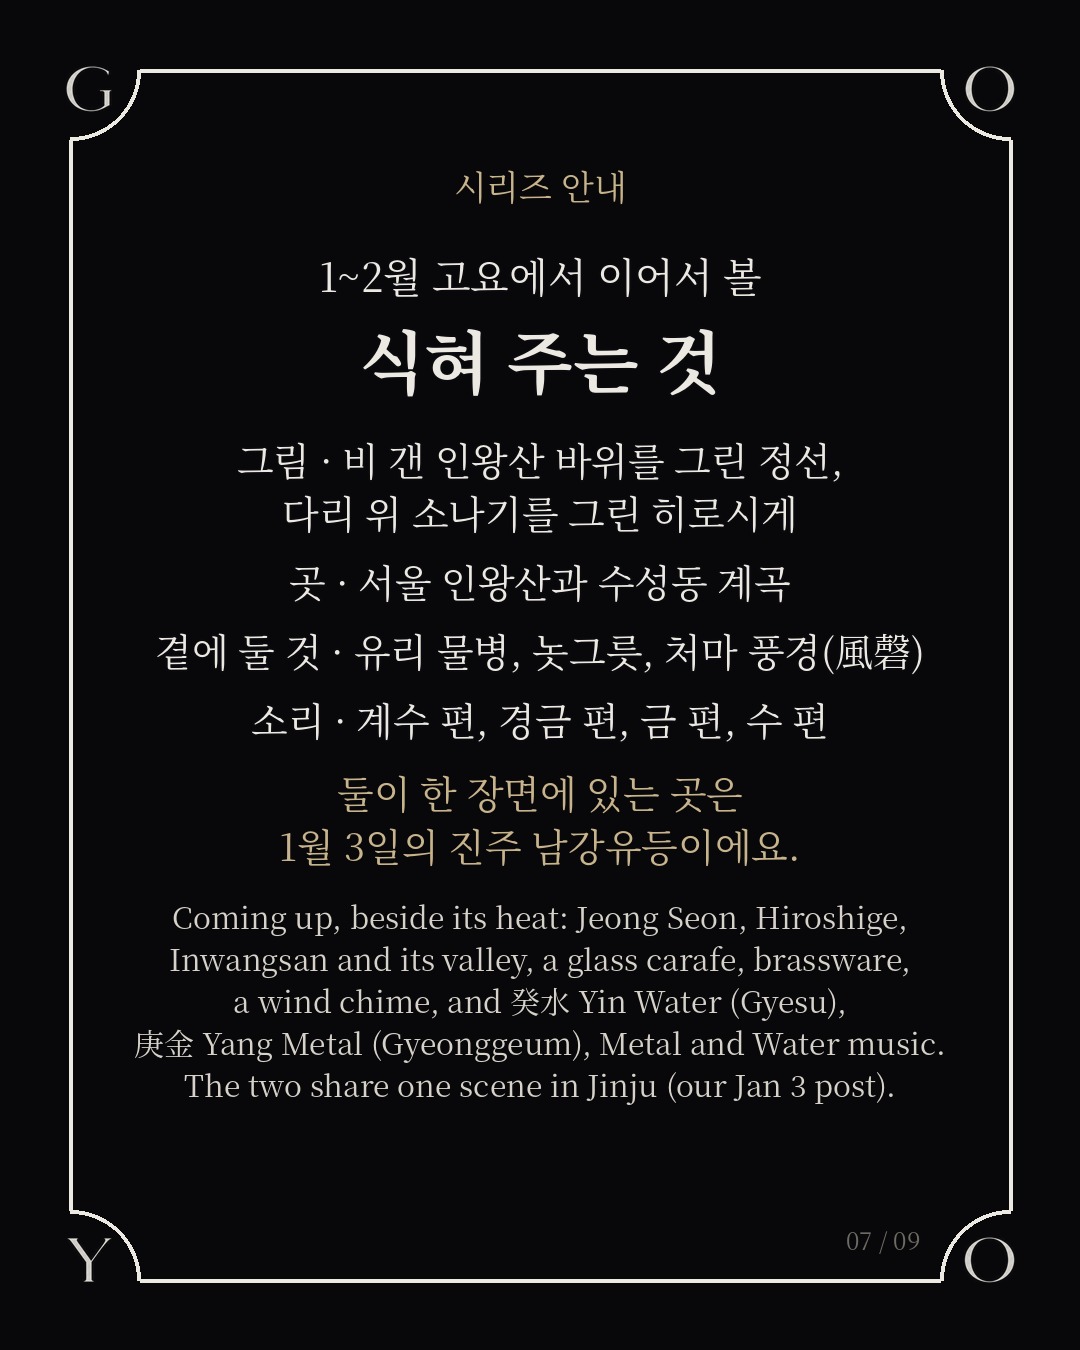 G
O
시리즈 안내
1~2월 고요에서 이어서 볼
식혀 주는 것
그림 · 비 갠 인왕산 바위를 그린 정선,
다리 위 소나기를 그린 히로시게
곳 · 서울 인왕산과 수성동 계곡
곁에 둘 것 · 유리 물병, 놋그릇, 처마 풍경(風磬)
소리 · 계수 편, 경금 편, 금 편, 수 편
둘이 한 장면에 있는 곳은
1월 3일의 진주 남강유등이에요.
Coming up, beside its heat: Jeong Seon, Hiroshige,
Inwangsan and its valley, a glass carafe, brassware,
a wind chime, and 癸水 Yin Water (Gyesu),
庚金 Yang Metal (Gyeonggeum), Metal and Water music.
The two share one scene in Jinju (our Jan 3 post).
07 / 09
Y
O